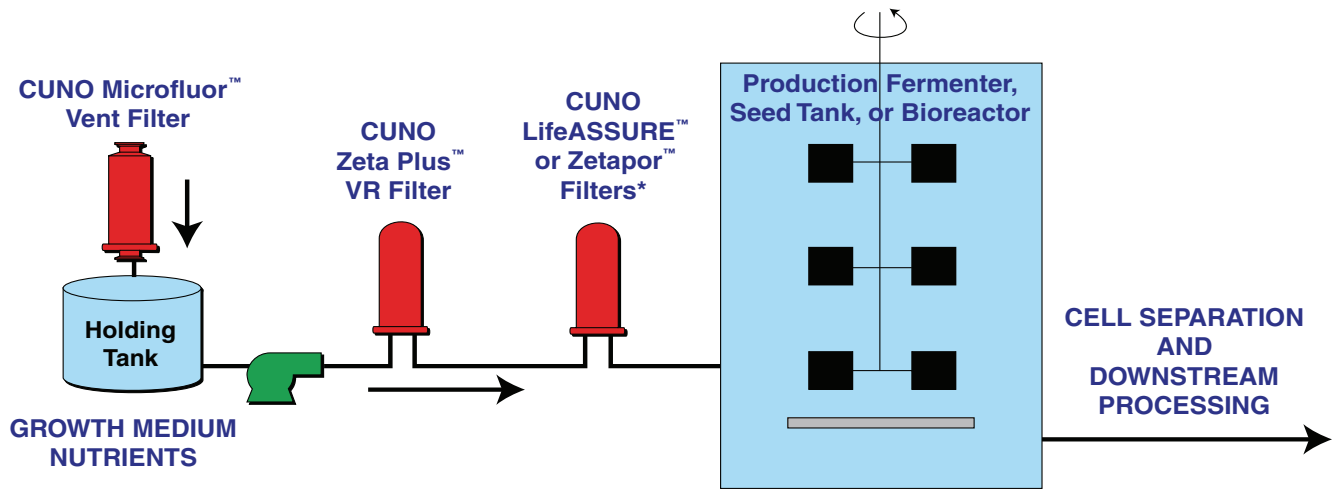 CUNO Microfluor™
Vent Filter
CUNO
Zeta Plus™
VR Filter
CUNO
LifeASSURE™
or Zetapor™
Filters*
Production Fermenter,
Seed Tank, or Bioreactor
Holding
Tank
GROWTH MEDIUM
NUTRIENTS
CELL SEPARATION
AND
DOWNSTREAM
PROCESSING